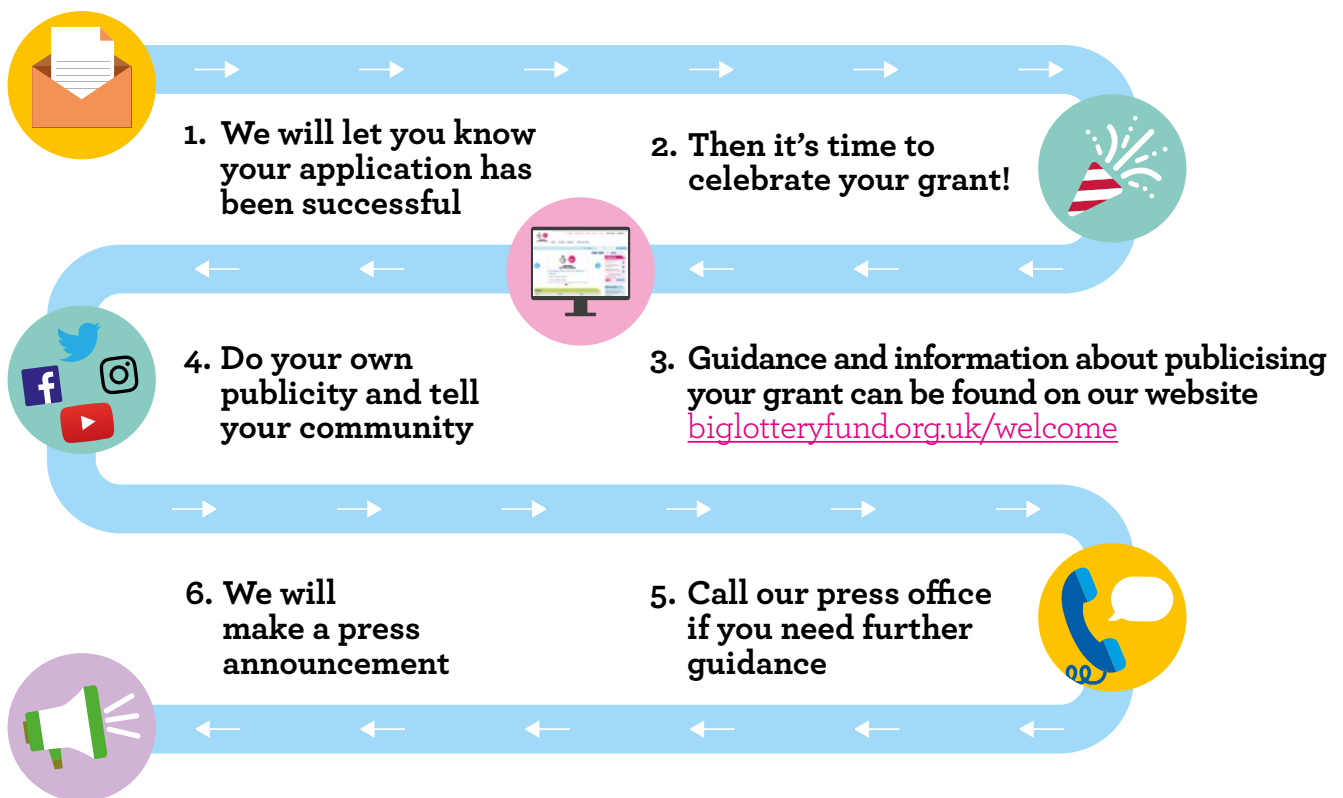 1. We will let you know
your application has
been successful
2. Then it’s time to
celebrate your grant!
3. Guidance and information about publicising
your grant can be found on our website
biglotteryfund.org.uk/welcome
4. Do your own
publicity and tell
your community
5. Call our press office
if you need further
guidance
6. We will
make a press
announcement